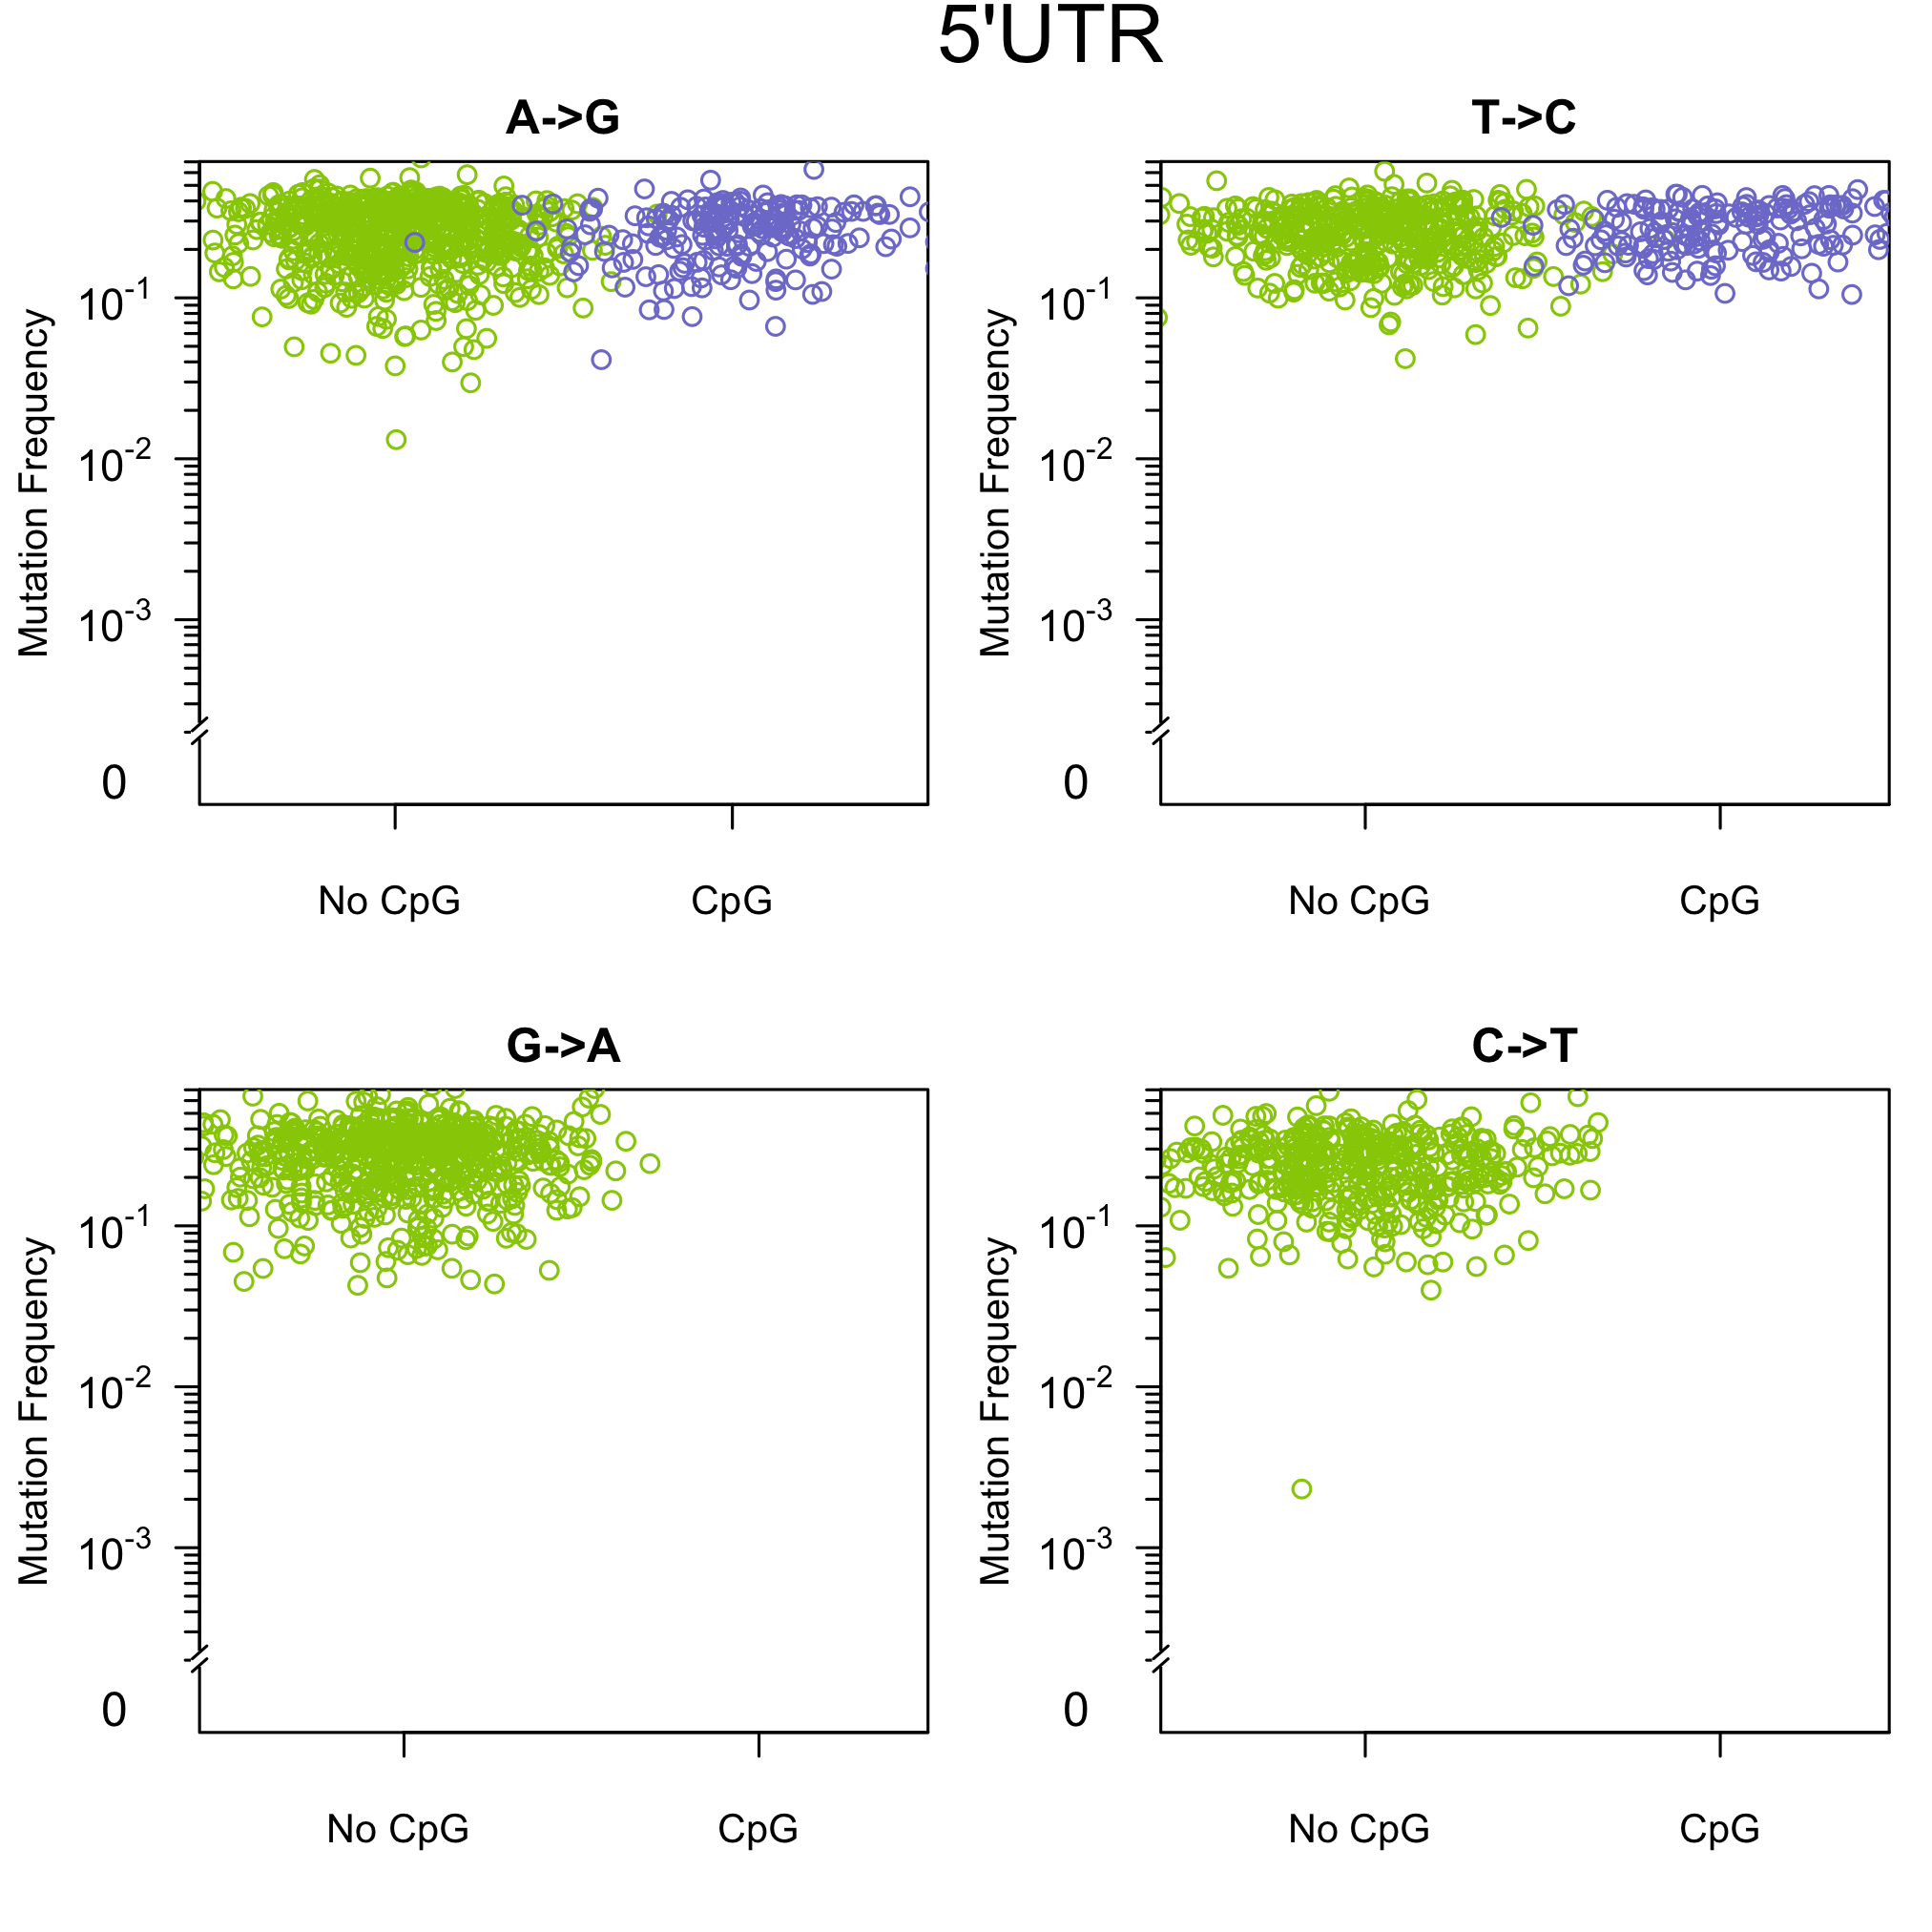 5'UTR
A->G
Mutation Frequency
10-1
10-2
10-3
0
No CpG CpG
T->C
Mutation Frequency
10-1
10-2
10-3
0
No CpG CpG
G->A
Mutation Frequency
10-1
10-2
10-3
0
No CpG CpG
C->T
Mutation Frequency
10-1
10-2
10-3
0
No CpG CpG